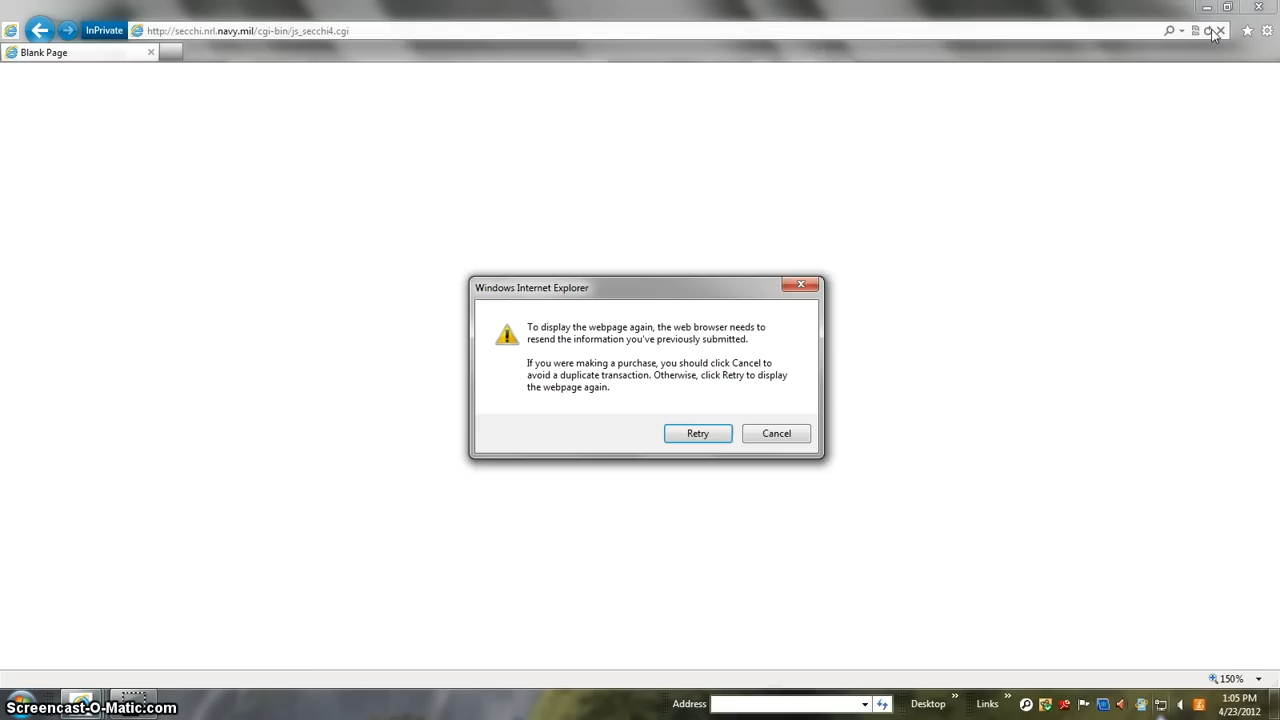 InPrivate
http://secchi.nrl.navy.mil/cgi-bin/js_secchi4.cgi
Blank Page
Windows Internet Explorer
To display the webpage again, the web browser needs to
resend the information you've previously submitted.
If you were making a purchase, you should click Cancel to
avoid a duplicate transaction. Otherwise, click Retry to display
the webpage again.
Retry
Cancel
150%
Screencast-O-Matic.com
Address
Desktop
Links
1:05 PM
4/23/2012